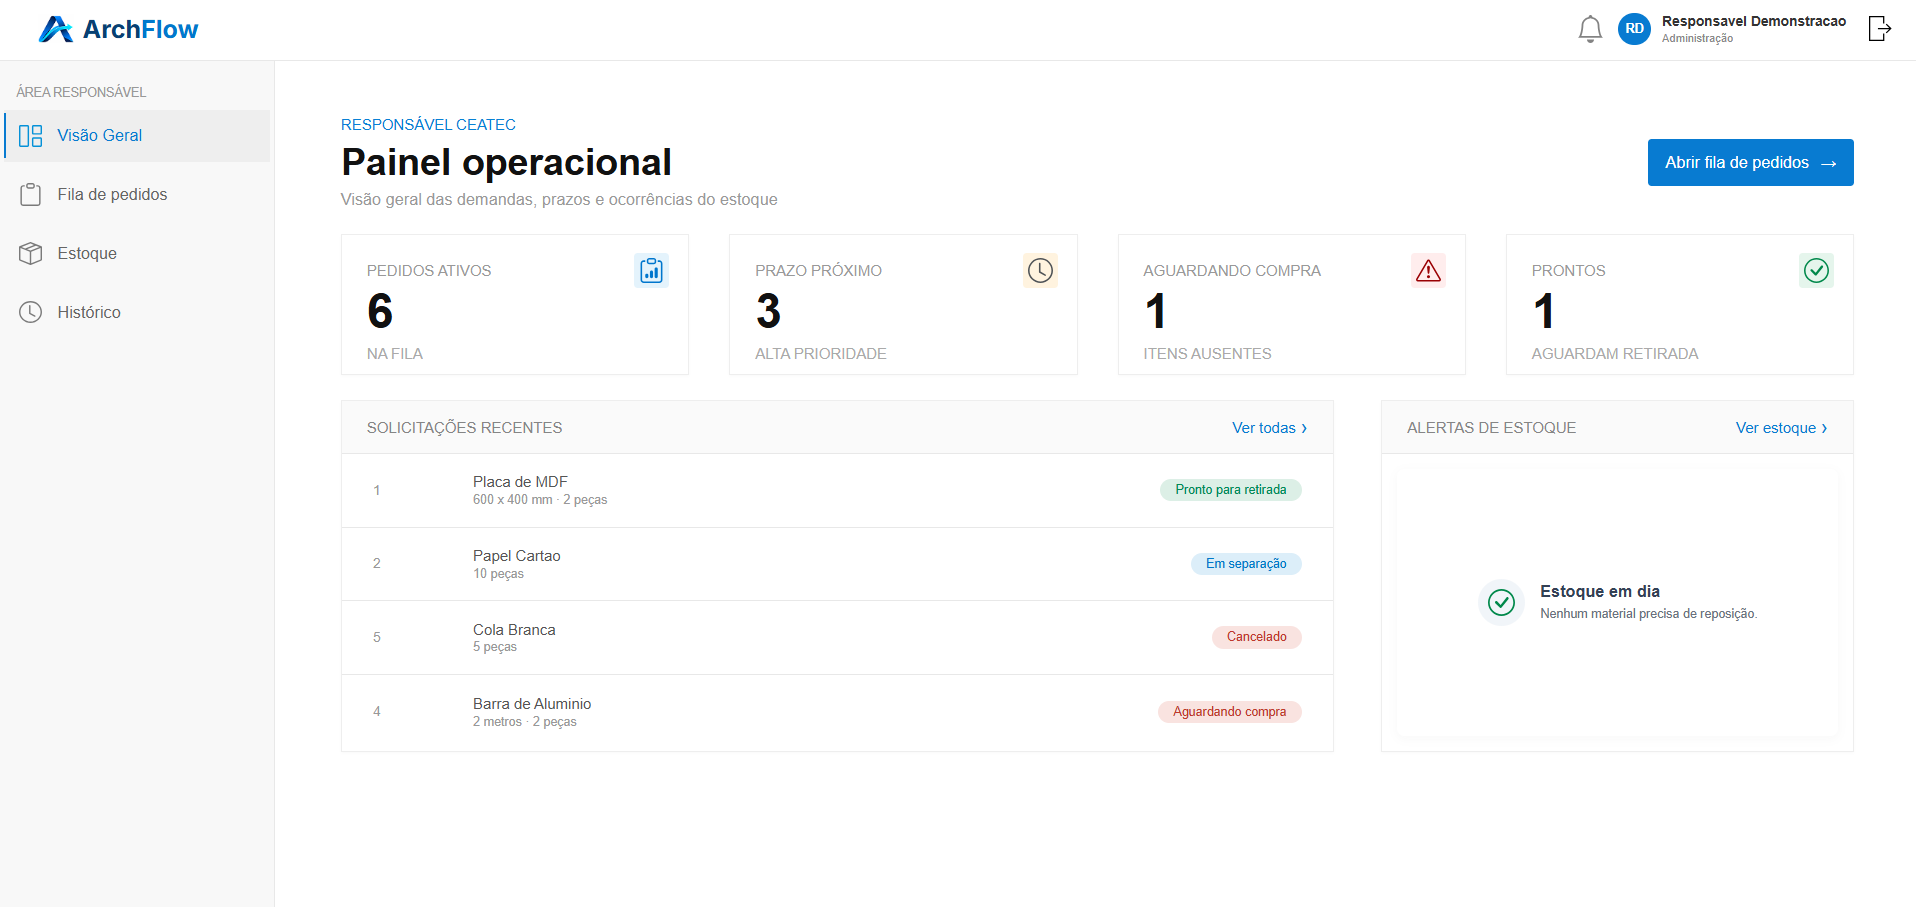 ArchFlow
RD
Responsavel Demonstracao
Administração
ÁREA RESPONSÁVEL
Visão Geral
Fila de pedidos
Estoque
Histórico
RESPONSÁVEL CEATEC
Painel operacional
Visão geral das demandas, prazos e ocorrências do estoque
Abrir fila de pedidos →
PEDIDOS ATIVOS
6
NA FILA
PRAZO PRÓXIMO
3
ALTA PRIORIDADE
AGUARDANDO COMPRA
1
ITENS AUSENTES
PRONTOS
1
AGUARDAM RETIRADA
SOLICITAÇÕES RECENTES
Ver todas ›
1
Placa de MDF
600 x 400 mm · 2 peças
Pronto para retirada
2
Papel Cartao
10 peças
Em separação
5
Cola Branca
5 peças
Cancelado
4
Barra de Aluminio
2 metros · 2 peças
Aguardando compra
ALERTAS DE ESTOQUE
Ver estoque ›
Estoque em dia
Nenhum material precisa de reposição.